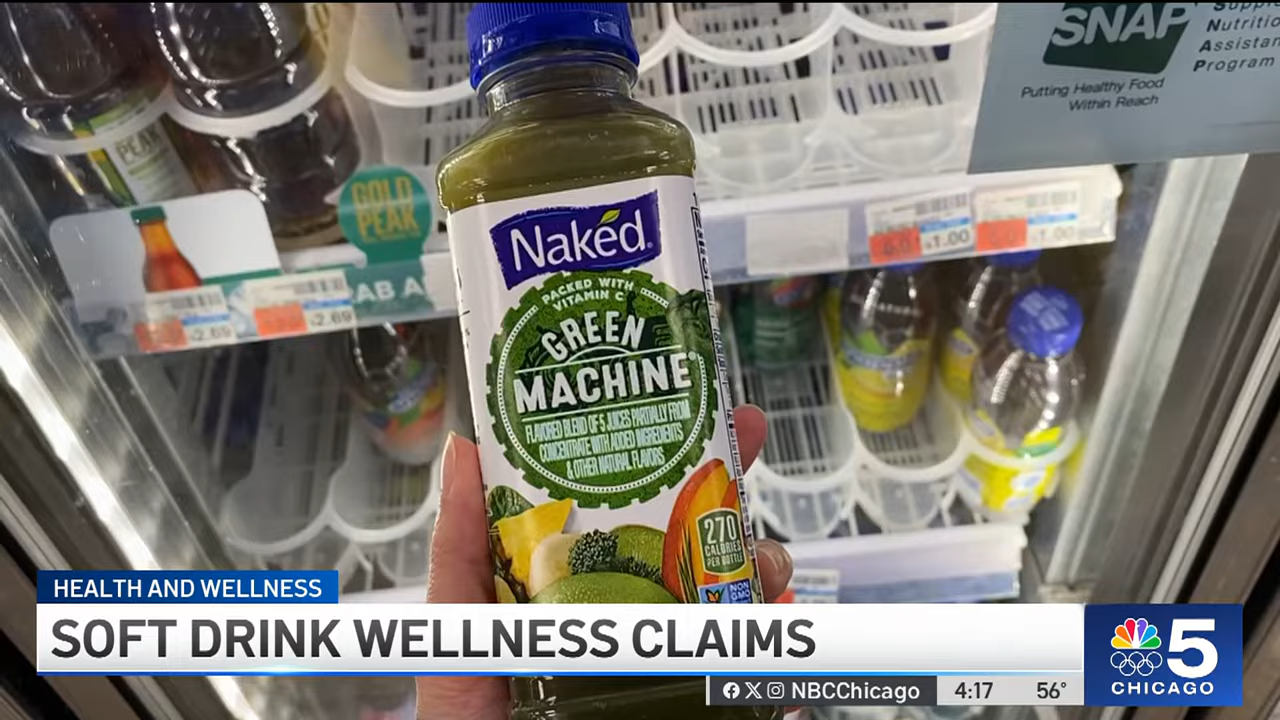 SNAP
Nutrition
Assistan
Program
Putting Healthy Food
Within Reach
PEAK
GOLD
PEAK
2.69
2.69
1.00
1.00
Naked
PACKED WITH
VITAMIN C
GREEN
MACHINE
FLAVORED BLEND OF 5 JUICES PARTIALLY FROM
CONCENTRATE WITH ADDED INGREDIENTS
& OTHER NATURAL FLAVORS
270
CALORIES
PER BOTTLE
NON
GMO
HEALTH AND WELLNESS
SOFT DRINK WELLNESS CLAIMS
5
CHICAGO
NBCChicago
4:17
56°